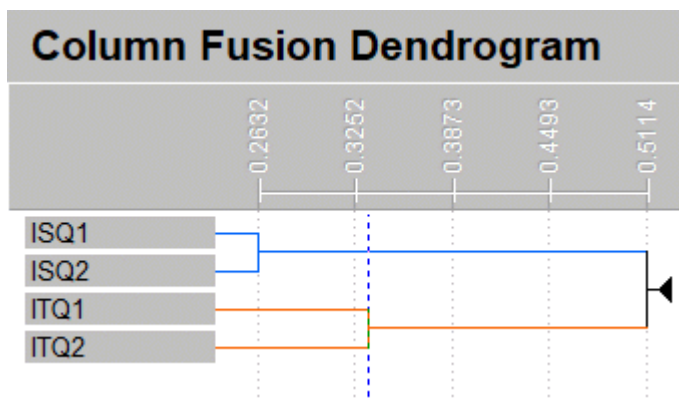 Column Fusion Dendrogram
0.2632 0.3252 0.3873 0.4493 0.5114
ISQ1
ISQ2
ITQ1
ITQ2